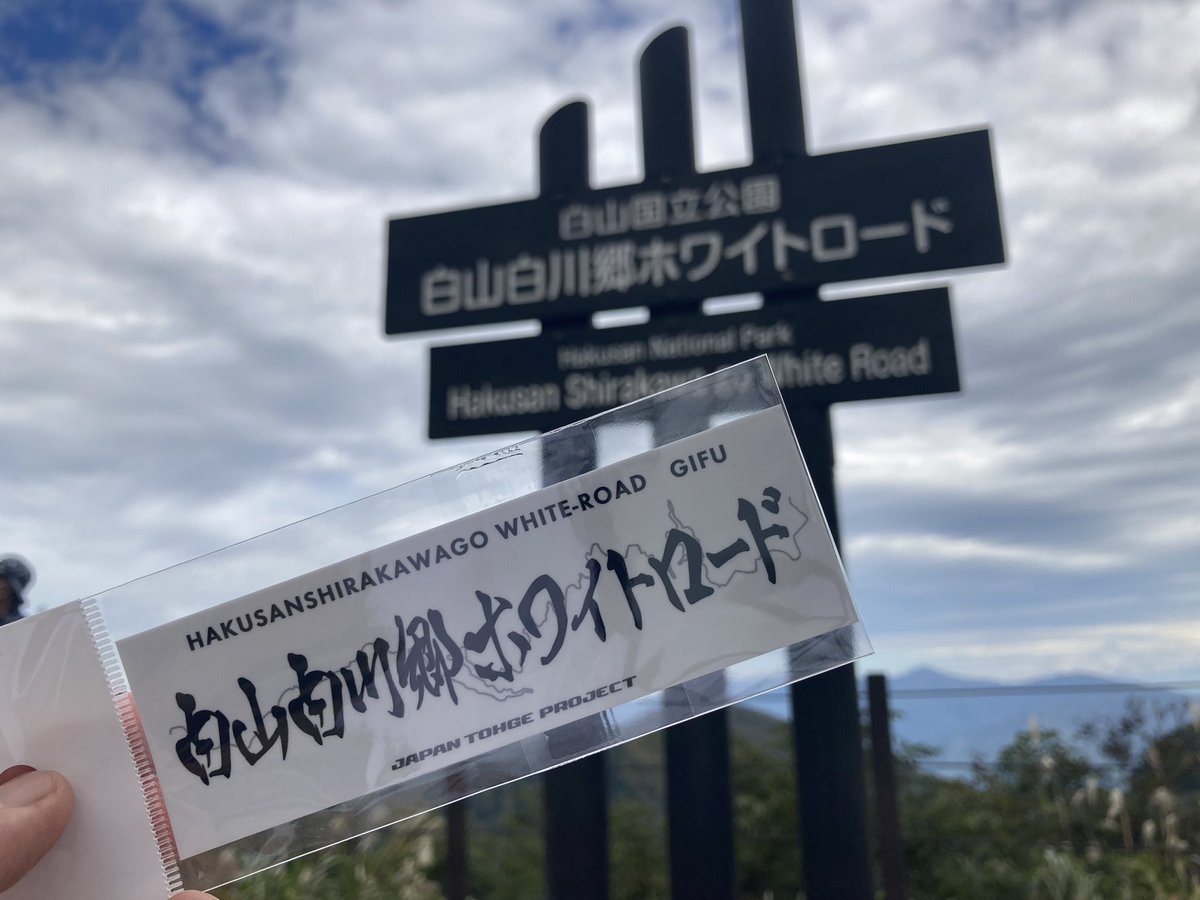 白山国立公園
白山白川郷ホワイトロード
Hakusan National Park
Hakusan Shirakawa White Road
HAKUSANSHIRAKAWAGO WHITE-ROAD GIFU
白山白川郷ホワイトロード
JAPAN TOHGE PROJECT